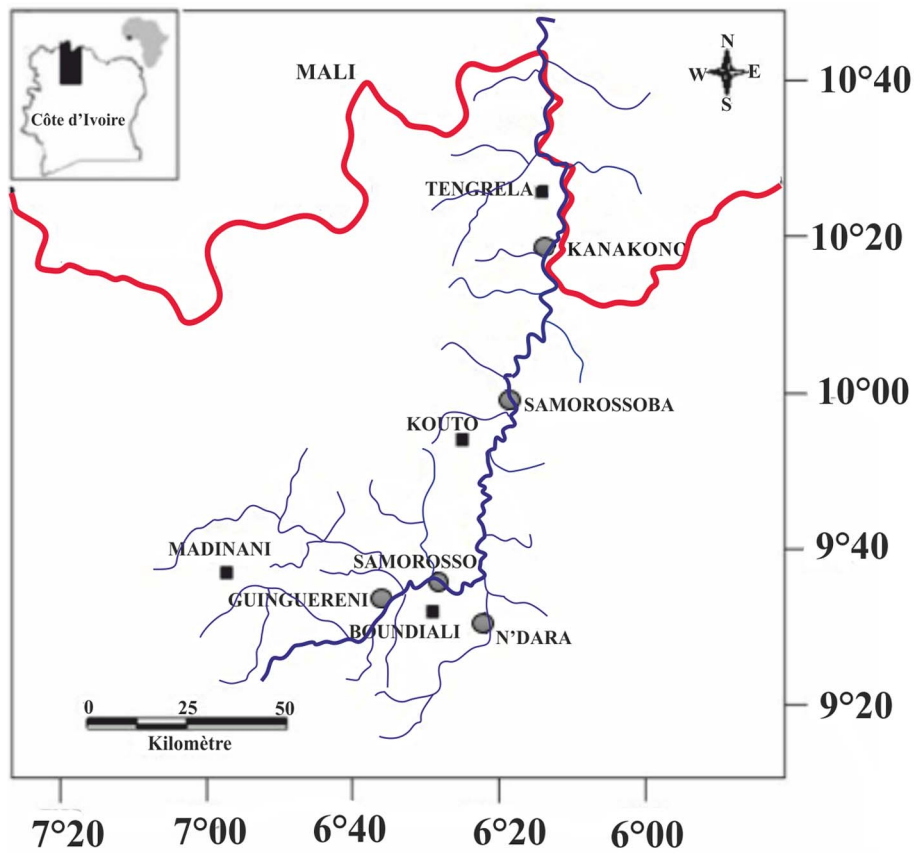 MALI
N
W E
S
10°40
Côte d'Ivoire
TENGRELA
10°20
KANAKONO
10°00
SAMOROSSOBA
KOUTO
9°40
MADINANI
SAMOROSSO
GUINGUERENI
BOUNDIALI
N'DARA
0 25 50
Kilomètre
9°20
7°20 7°00 6°40 6°20 6°00